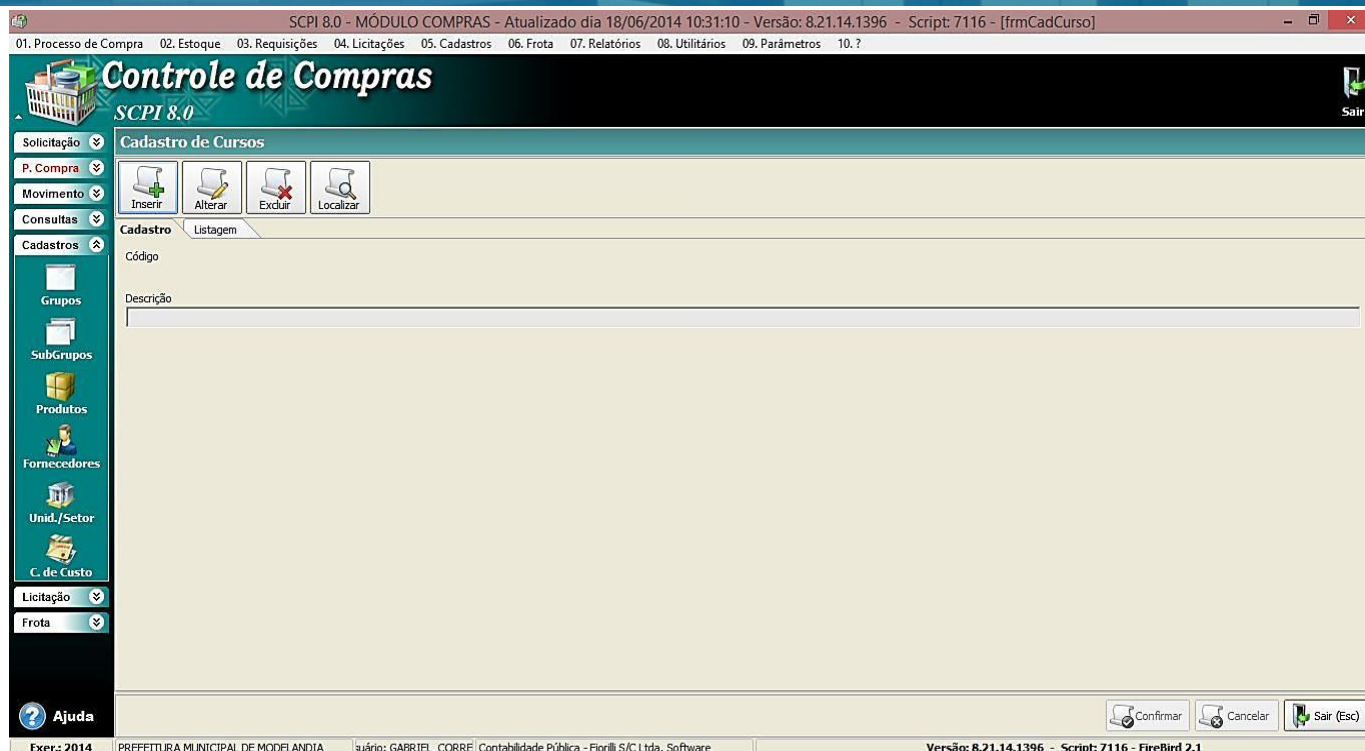 SCPI 8.0 - MÓDULO COMPRAS - Atualizado dia 18/06/2014 10:31:10 - Versão: 8.21.14.1396 - Script: 7116 - [frmCadCurso]
01. Processo de Compra 02. Estoque 03. Requisições 04. Licitações 05. Cadastros 06. Frota 07. Relatórios 08. Utilitários 09. Parâmetros 10. ?
Controle de Compras
SCPI 8.0
Sair
Solicitação
P. Compra
Movimento
Consultas
Cadastros
Grupos
SubGrupos
Produtos
Fornecedores
Unid./Setor
C. de Custo
Licitação
Frota
Ajuda
Cadastro de Cursos
Inserir Alterar Excluir Localizar
Cadastro Listagem
Código
Descrição
Confirmar Cancelar Sair (Esc)
Exer.: 2014 PREFEITURA MUNICIPAL DE MODELANDIA suário: GABRIEL_CORRE Contabilidade Pública - Fiorilli S/C Ltda. Software Versão: 8.21.14.1396 - Script: 7116 - FireBird 2.1